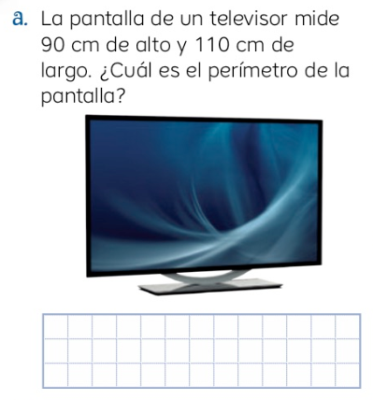 a. La pantalla de un televisor mide
90 cm de alto y 110 cm de
largo. ¿Cuál es el perímetro de la
pantalla?